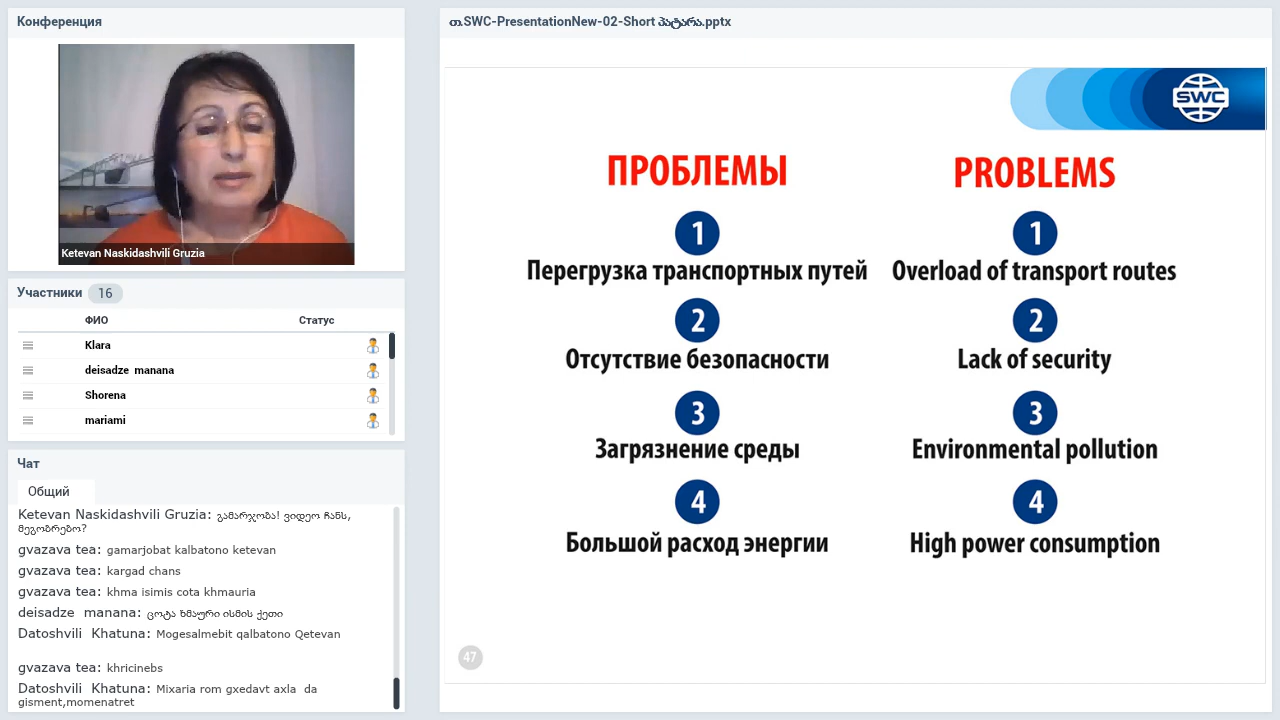 Конференция
Ketevan Naskidashvili Gruzia
Участники 16
ФИО Статус
Klara
deisadze manana
Shorena
mariami
Чат
Общий
Ketevan Naskidashvili Gruzia: გამარჯობა! ვიდეო ჩანს,
მეგობრებო?
gvazava tea: gamarjobat kalbatono ketevan
gvazava tea: kargad chans
gvazava tea: khma isimis cota khmauria
deisadze manana: ცოტა ხმაური ისმის ქეთი
Datoshvili Khatuna: Mogesalmebit qalbatono Qetevan
gvazava tea: khricinebs
Datoshvili Khatuna: Mixaria rom gxedavt axla da
gisment,momenatret
თ.SWC-PresentationNew-02-Short პატარა.pptx
SWC
ПРОБЛЕМЫ PROBLEMS
1 1
Перегрузка транспортных путей Overload of transport routes
2 2
Отсутствие безопасности Lack of security
3 3
Загрязнение среды Environmental pollution
4 4
Большой расход энергии High power consumption
47